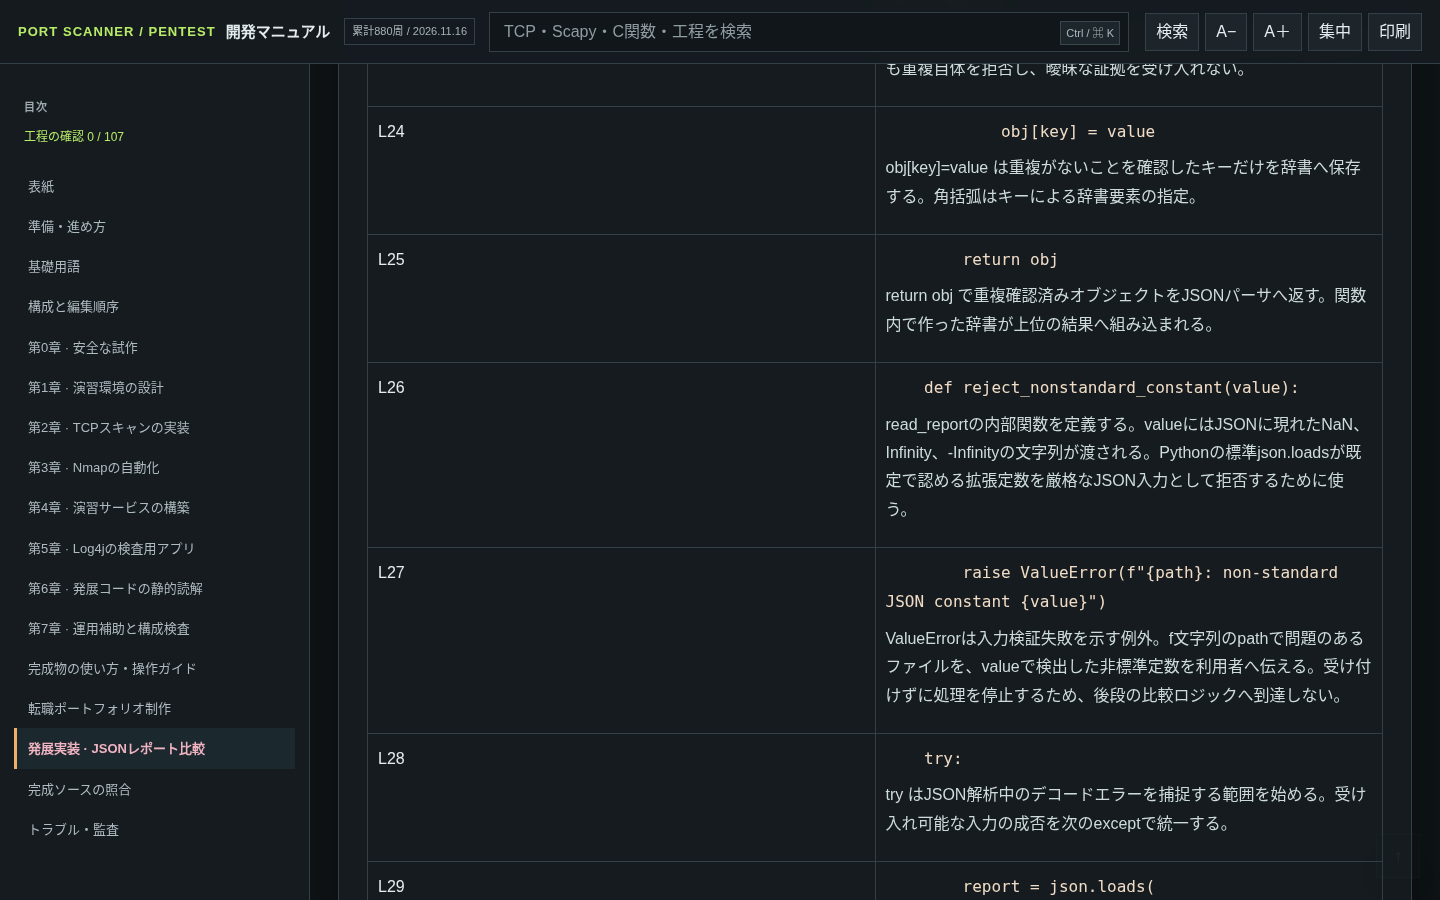 PORT SCANNER / PENTEST 開発マニュアル 累計880周 / 2026.11.16 TCP・Scapy・C関数・工程を検索 Ctrl / ⌘ K 検索 A− A＋ 集中 印刷
目次
工程の確認 0 / 107
表紙
準備・進め方
基礎用語
構成と編集順序
第0章 · 安全な試作
第1章 · 演習環境の設計
第2章 · TCPスキャンの実装
第3章 · Nmapの自動化
第4章 · 演習サービスの構築
第5章 · Log4jの検査用アプリ
第6章 · 発展コードの静的読解
第7章 · 運用補助と構成検査
完成物の使い方・操作ガイド
転職ポートフォリオ制作
発展実装 · JSONレポート比較
完成ソースの照合
トラブル・監査
も重複自体を拒否し、曖昧な証拠を受け入れない。
L24
obj[key] = value
obj[key]=value は重複がないことを確認したキーだけを辞書へ保存
する。角括弧はキーによる辞書要素の指定。
L25
return obj
return obj で重複確認済みオブジェクトをJSONパーサへ返す。関数
内で作った辞書が上位の結果へ組み込まれる。
L26
def reject_nonstandard_constant(value):
read_reportの内部関数を定義する。valueにはJSONに現れたNaN、
Infinity、-Infinityの文字列が渡される。Pythonの標準json.loadsが既
定で認める拡張定数を厳格なJSON入力として拒否するために使
う。
L27
raise ValueError(f"{path}: non-standard
JSON constant {value}")
ValueErrorは入力検証失敗を示す例外。f文字列のpathで問題のある
ファイルを、valueで検出した非標準定数を利用者へ伝える。受け付
けずに処理を停止するため、後段の比較ロジックへ到達しない。
L28
try:
try はJSON解析中のデコードエラーを捕捉する範囲を始める。受け
入れ可能な入力の成否を次のexceptで統一する。
L29
report = json.loads(